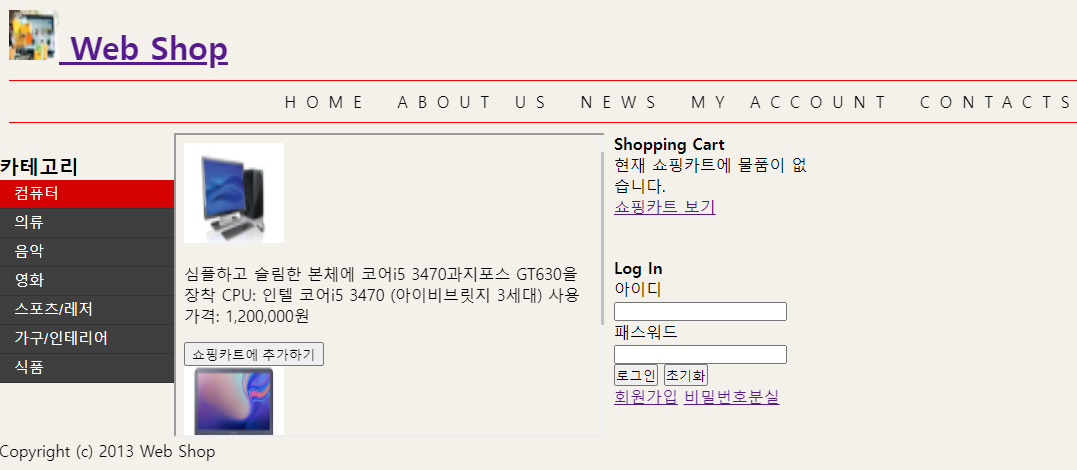 Web Shop
HOME ABOUT US NEWS MY ACCOUNT CONTACTS
카테고리
컴퓨터
의류
음악
영화
스포츠/레저
가구/인테리어
식품
심플하고 슬림한 본체에 코어i5 3470과지포스 GT630을
장착 CPU: 인텔 코어i5 3470 (아이비브릿지 3세대) 사용
가격: 1,200,000원
쇼핑카트에 추가하기
Shopping Cart
현재 쇼핑카트에 물품이 없
습니다.
쇼핑카트 보기
Log In
아이디
패스워드
로그인 초기화
회원가입 비밀번호분실
Copyright (c) 2013 Web Shop